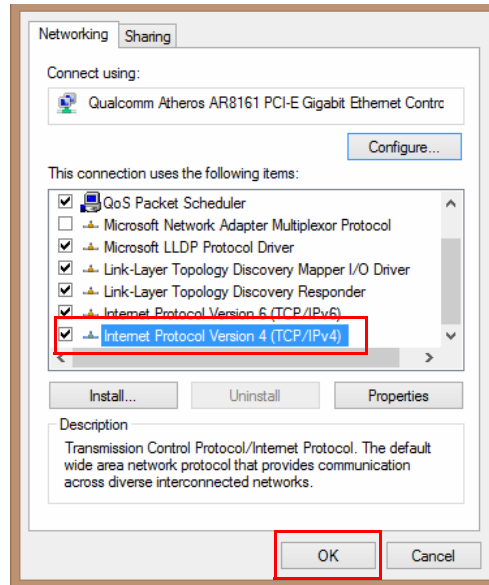 Networking Sharing
Connect using:
Qualcomm Atheros AR8161 PCI-E Gigabit Ethernet Contrc
Configure...
This connection uses the following items:
QoS Packet Scheduler
Microsoft Network Adapter Multiplexor Protocol
Microsoft LLDP Protocol Driver
Link-Layer Topology Discovery Mapper I/O Driver
Link-Layer Topology Discovery Responder
Internet Protocol Version 6 (TCP/IPv6)
Internet Protocol Version 4 (TCP/IPv4)
Install... Uninstall Properties
Description
Transmission Control Protocol/Internet Protocol. The default
wide area network protocol that provides communication
across diverse interconnected networks.
OK Cancel